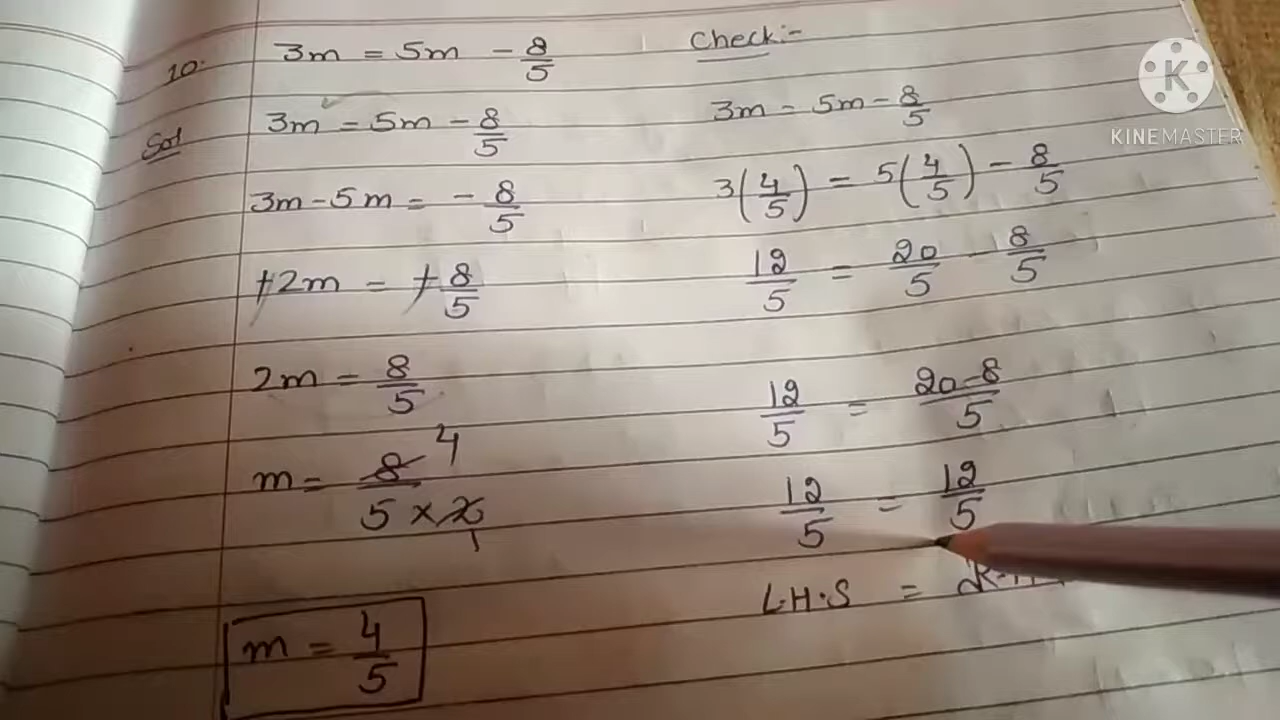 10. 3m = 5m - 8/5
Sol 3m = 5m - 8/5
3m - 5m = - 8/5
-2m = - 8/5
2m = 8/5
m = 8/5 × 2 4 1
m = 4/5
Check:-
3m = 5m - 8/5
3(4/5) = 5(4/5) - 8/5
12/5 = 20/5 - 8/5
12/5 = 20-8/5
12/5 = 12/5
L.H.S =
K
KINEMASTER